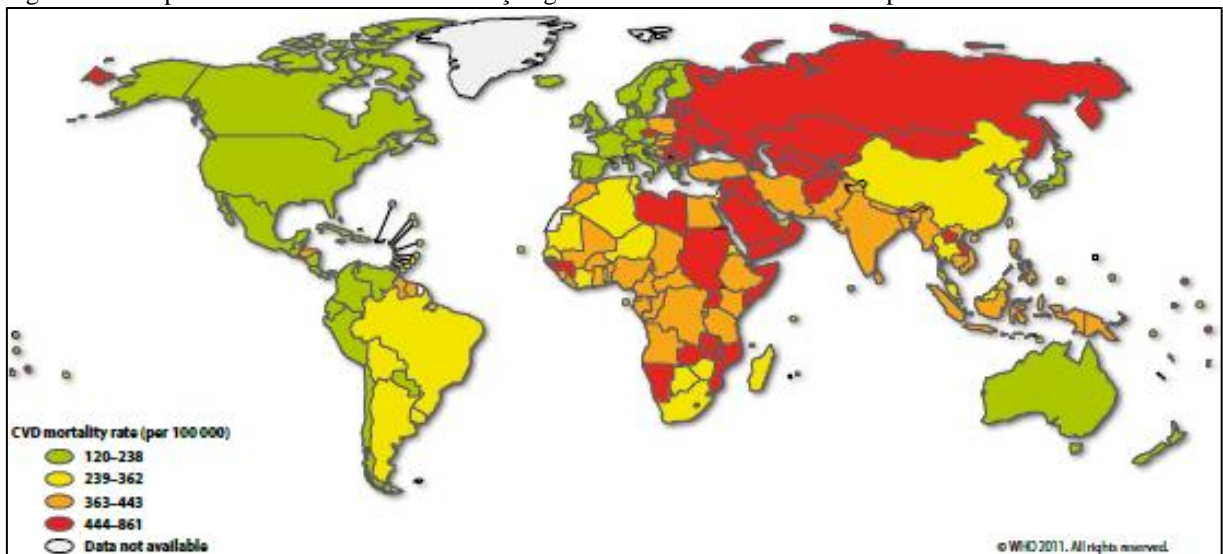 CVD mortality rate (per 100 000)
120–238
239–362
363–443
444–861
Data not available
© WHO 2011. All rights reserved.